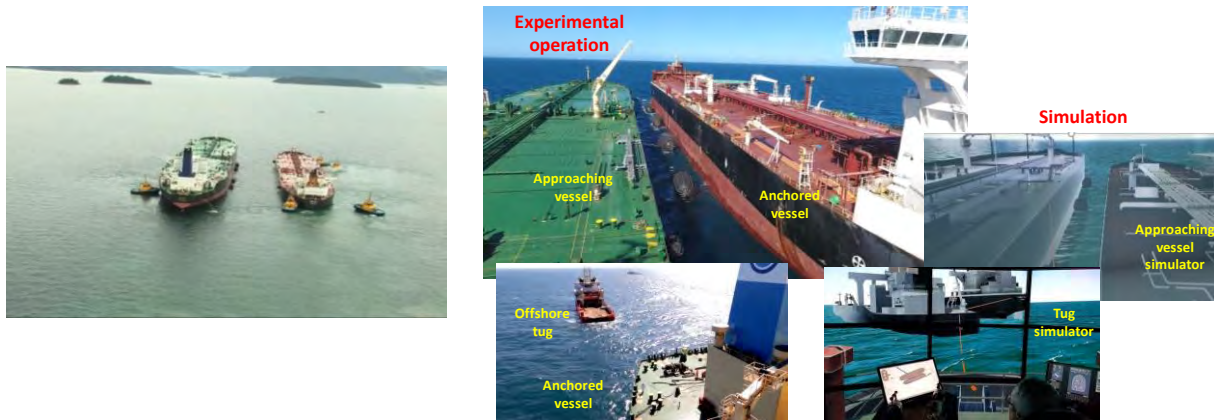 Experimental
operation
Simulation
Approaching
vessel
Anchored
vessel
Approaching
vessel
simulator
Offshore
tug
Anchored
vessel
Tug
simulator